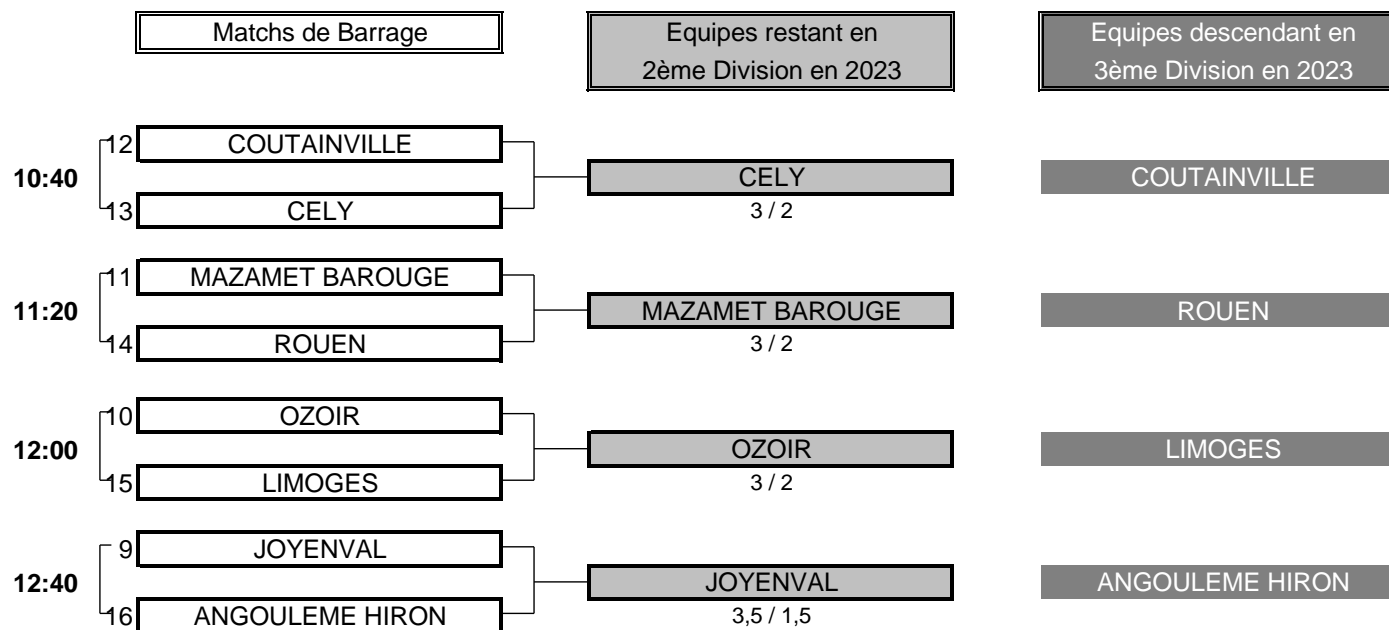 Matchs de Barrage
Equipes restant en
2ème Division en 2023
Equipes descendant en
3ème Division en 2023
10:40
12 COUTAINVILLE
13 CELY
CELY
3 / 2
COUTAINVILLE
11:20
11 MAZAMET BAROUGE
14 ROUEN
MAZAMET BAROUGE
3 / 2
ROUEN
12:00
10 OZOIR
15 LIMOGES
OZOIR
3 / 2
LIMOGES
12:40
9 JOYENVAL
16 ANGOULEME HIRON
JOYENVAL
3,5 / 1,5
ANGOULEME HIRON